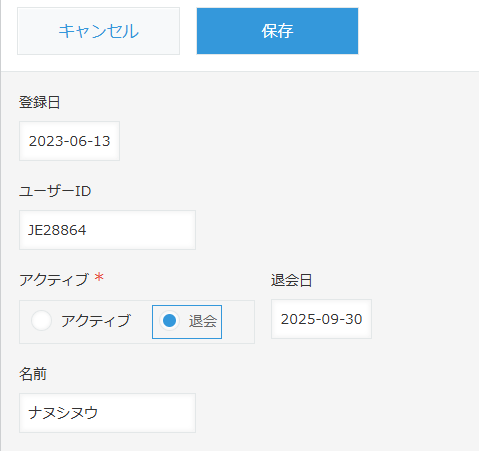 キャンセル 保存
登録日
2023-06-13
ユーザーID
JE28864
アクティブ * 退会日
アクティブ 退会 2025-09-30
名前
ナヌシヌウ